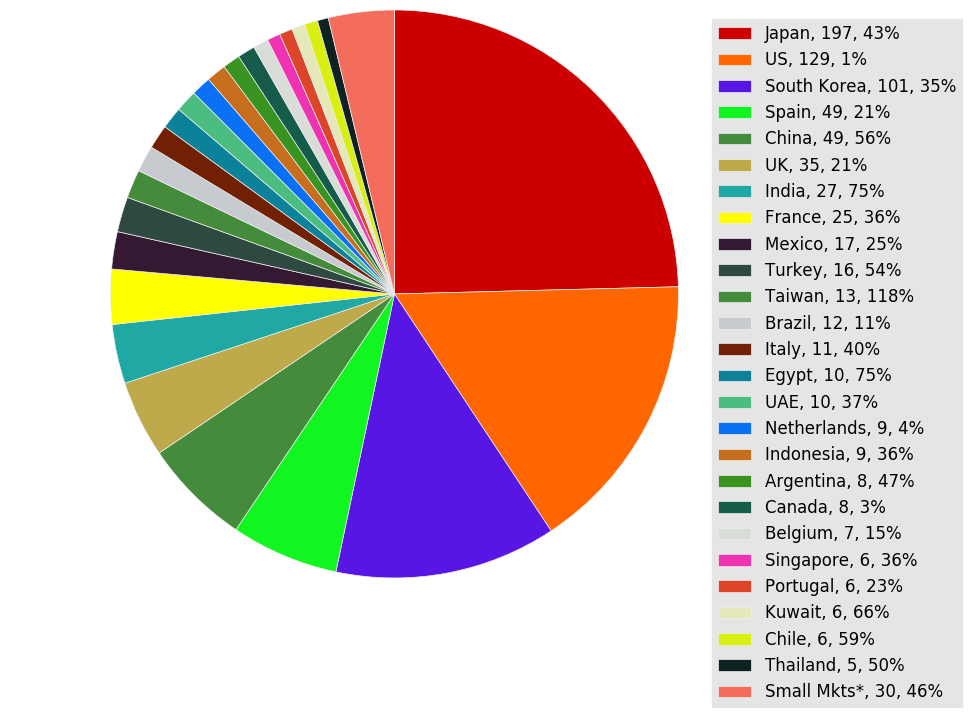 Japan, 197, 43%
US, 129, 1%
South Korea, 101, 35%
Spain, 49, 21%
China, 49, 56%
UK, 35, 21%
India, 27, 75%
France, 25, 36%
Mexico, 17, 25%
Turkey, 16, 54%
Taiwan, 13, 118%
Brazil, 12, 11%
Italy, 11, 40%
Egypt, 10, 75%
UAE, 10, 37%
Netherlands, 9, 4%
Indonesia, 9, 36%
Argentina, 8, 47%
Canada, 8, 3%
Belgium, 7, 15%
Singapore, 6, 36%
Portugal, 6, 23%
Kuwait, 6, 66%
Chile, 6, 59%
Thailand, 5, 50%
Small Mkts*, 30, 46%